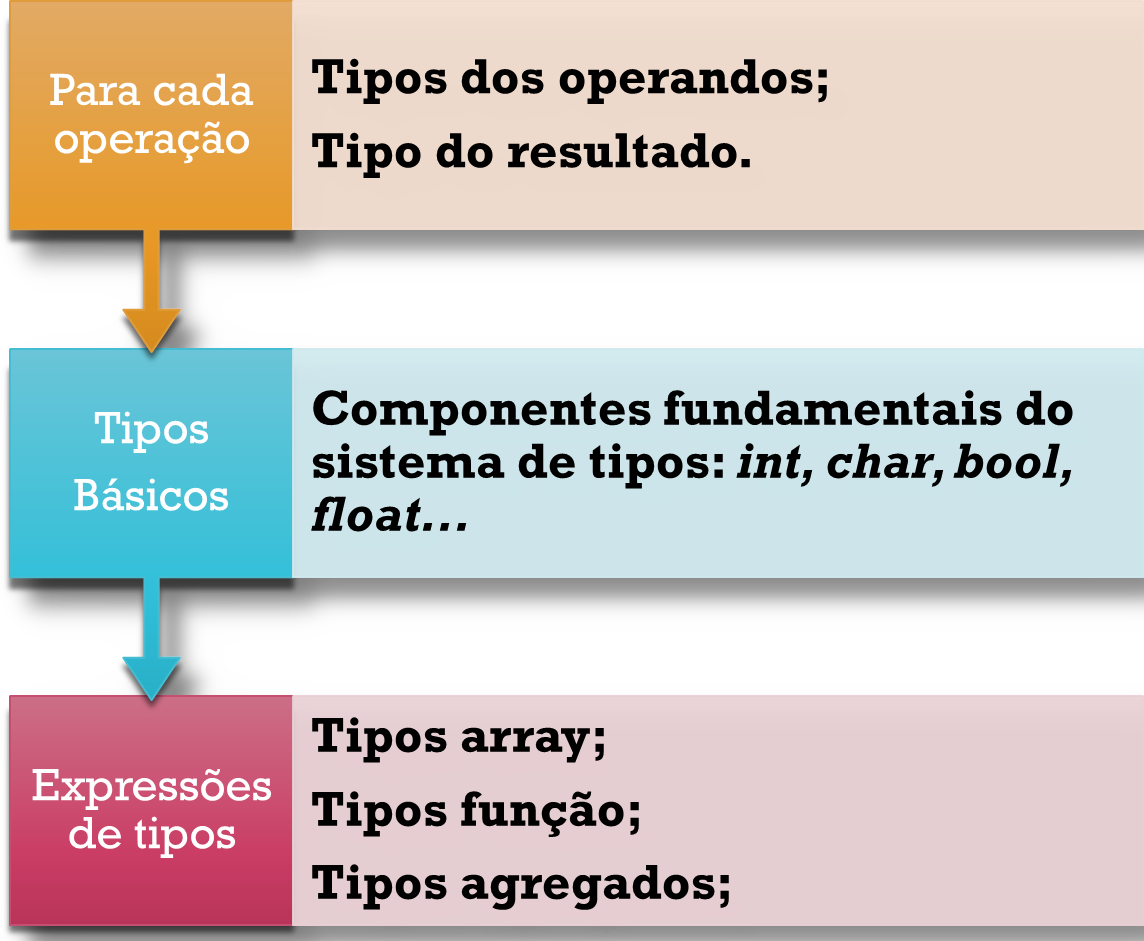 Para cada
operação
Tipos dos operandos;
Tipo do resultado.
Tipos
Básicos
Componentes fundamentais do
sistema de tipos: int, char, bool,
float...
Expressões
de tipos
Tipos array;
Tipos função;
Tipos agregados;